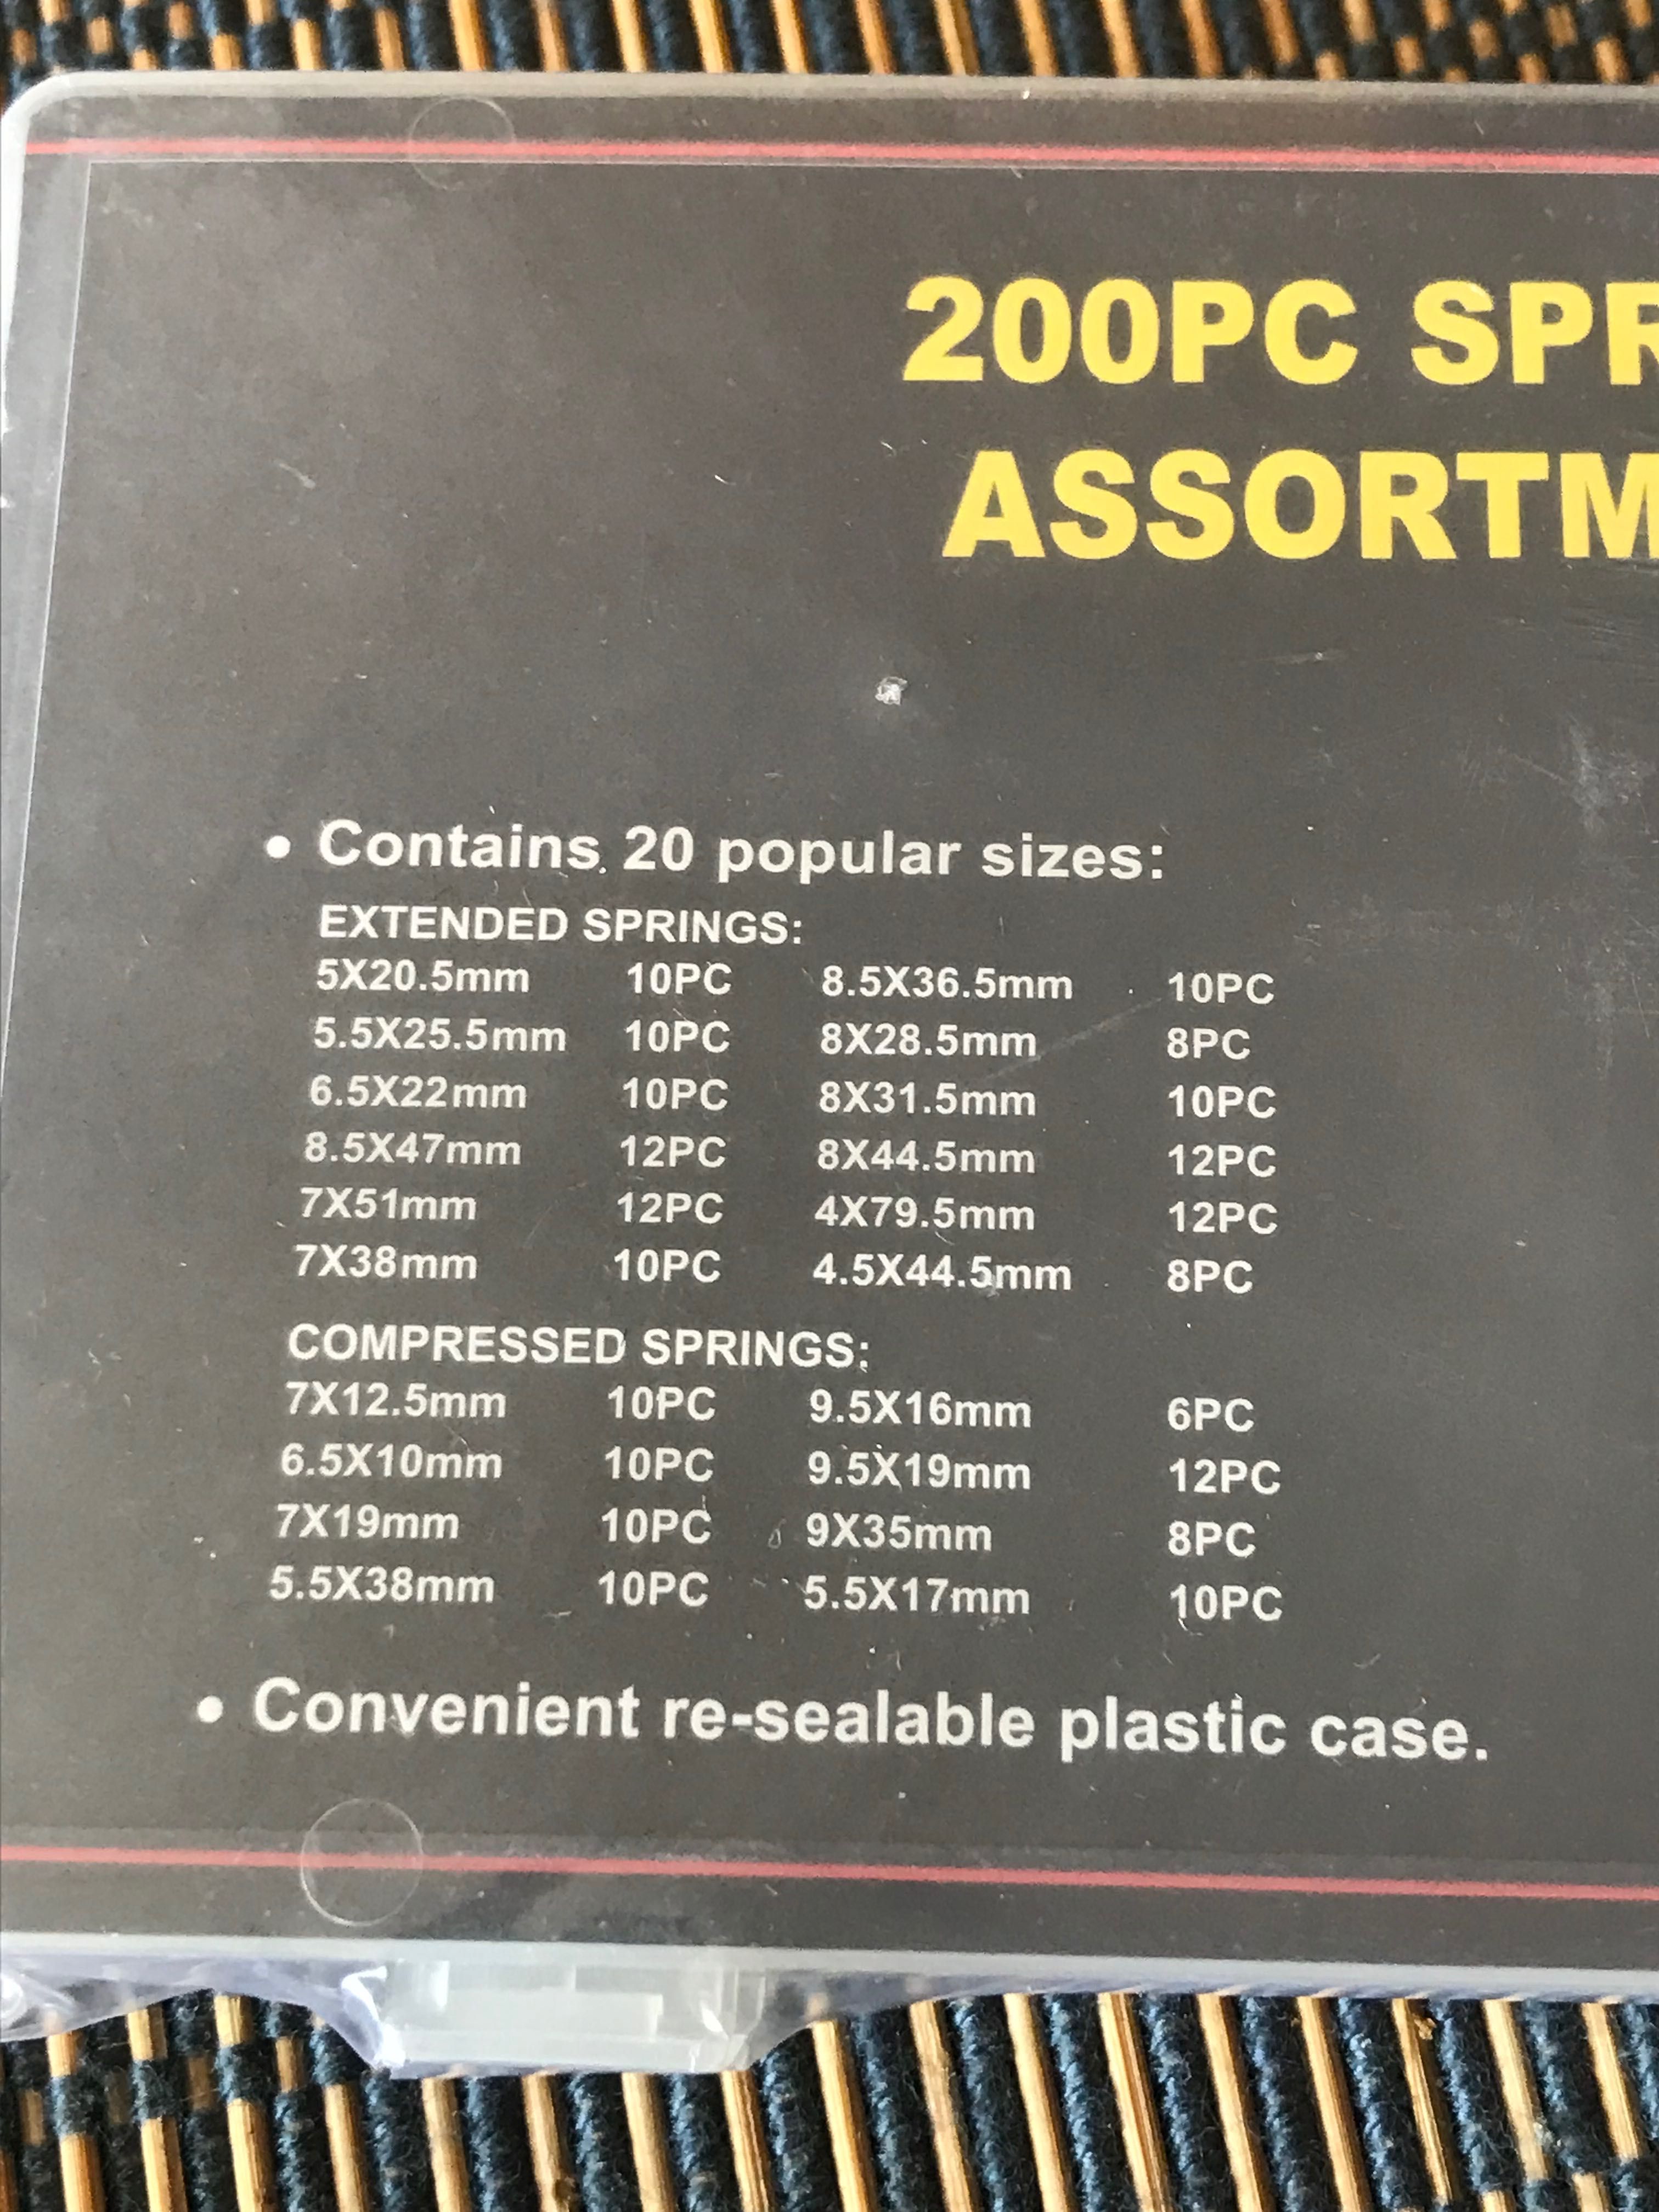 200PC SPR
ASSORTM
• Contains 20 popular sizes:
EXTENDED SPRINGS:
5X20.5mm 10PC 8.5X36.5mm 10PC
5.5X25.5mm 10PC 8X28.5mm 8PC
6.5X22mm 10PC 8X31.5mm 10PC
8.5X47mm 12PC 8X44.5mm 12PC
7X51mm 12PC 4X79.5mm 12PC
7X38mm 10PC 4.5X44.5mm 8PC
COMPRESSED SPRINGS:
7X12.5mm 10PC 9.5X16mm 6PC
6.5X10mm 10PC 9.5X19mm 12PC
7X19mm 10PC 9X35mm 8PC
5.5X38mm 10PC 5.5X17mm 10PC
• Convenient re-sealable plastic case.